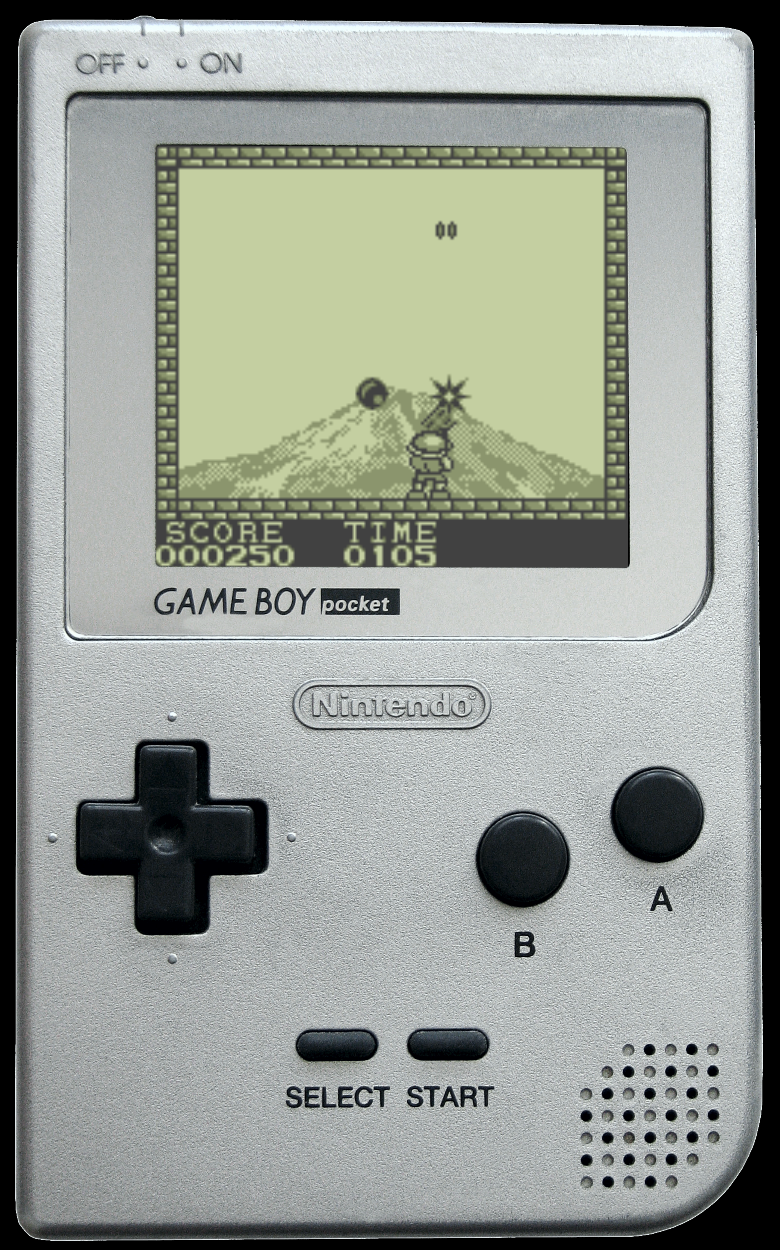 OFF ON
SCORE TIME
000250 0105
GAME BOY pocket
Nintendo®
A
B
SELECT START